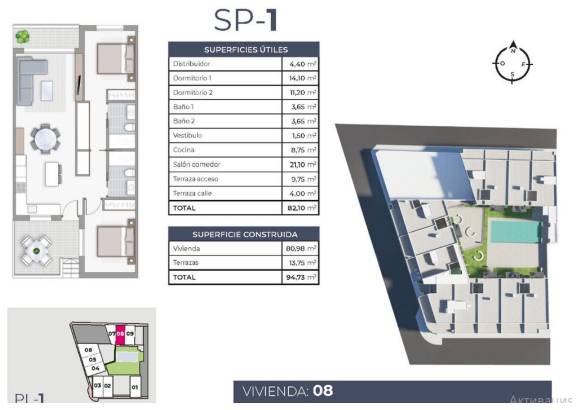 SP-1
SUPERFICIES ÚTILES
Distribuidor 4,40 m²
Dormitorio 1 14,10 m²
Dormitorio 2 11,20 m²
Baño 1 3,65 m²
Baño 2 3,65 m²
Vestíbulo 1,50 m²
Cocina 8,75 m²
Salón comedor 21,10 m²
Terraza acceso 9,75 m²
Terraza calle 4,00 m²
TOTAL 82,10 m²
SUPERFICIE CONSTRUIDA
Vivienda 80,98 m²
Terrazas 13,75 m²
TOTAL 94,73 m²
N
O E
S
07 08 09
06
05
04
03 02 01
PL-1
VIVIENDA: 08
Активация